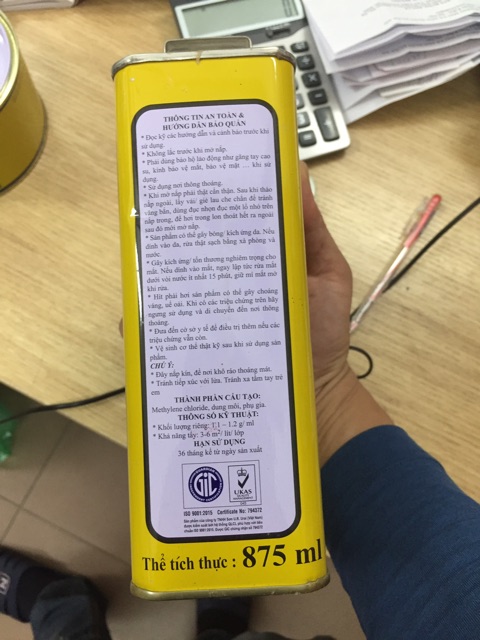 THÔNG TIN AN TOÀN &
HƯỚNG DẪN BẢO QUẢN
* Đọc kỹ các hướng dẫn và cảnh báo trước khi
sử dụng.
* Không lắc trước khi mở nắp.
* Phải dùng bảo hộ lao động như găng tay cao
su, kính bảo vệ mắt, bảo vệ mặt … khi sử
dụng.
* Sử dụng nơi thông thoáng.
* Khi mở nắp phải thật cẩn thận. Sau khi tháo
nắp ngoài, lấy vải/ giẻ lau che chắn để tránh
văng bắn, dùng đục nhọn đục một lỗ nhỏ trên
nắp trong, để hơi trong lon thoát hết ra ngoài
sau đó mới mở nắp.
* Sản phẩm có thể gây bỏng/ kích ứng da. Nếu
dính vào da, rửa thật sạch bằng xà phòng và
nước.
* Gây kích ứng/ tổn thương nghiêm trọng cho
mắt. Nếu dính vào mắt, ngay lập tức rửa mắt
dưới vòi nước ít nhất 15 phút, giữ mí mắt mở
khi rửa.
* Hít phải hơi sản phẩm có thể gây choáng
váng, uể oải. Khi có các triệu chứng trên hãy
ngưng sử dụng và di chuyển đến nơi thông
thoáng.
* Đưa đến cơ sở y tế để điều trị thêm nếu các
triệu chứng vẫn còn.
* Vệ sinh cơ thể thật kỹ sau khi sử dụng sản
phẩm.
CHÚ Ý:
* Đậy nắp kín, để nơi khô ráo thoáng mát.
* Tránh tiếp xúc với lửa. Tránh xa tầm tay trẻ
em
THÀNH PHẦN CẤU TẠO:
Methylene chloride, dung môi, phụ gia.
THÔNG SỐ KỸ THUẬT:
* Khối lượng riêng: 1.1 – 1.2 g/ ml
* Khả năng tẩy: 3-6 m²/ lít/ lớp
HẠN SỬ DỤNG
36 tháng kể từ ngày sản xuất
GIC
UKAS
ISO 9001:2015 Certificate No: 794372
Thể tích thực : 875 ml